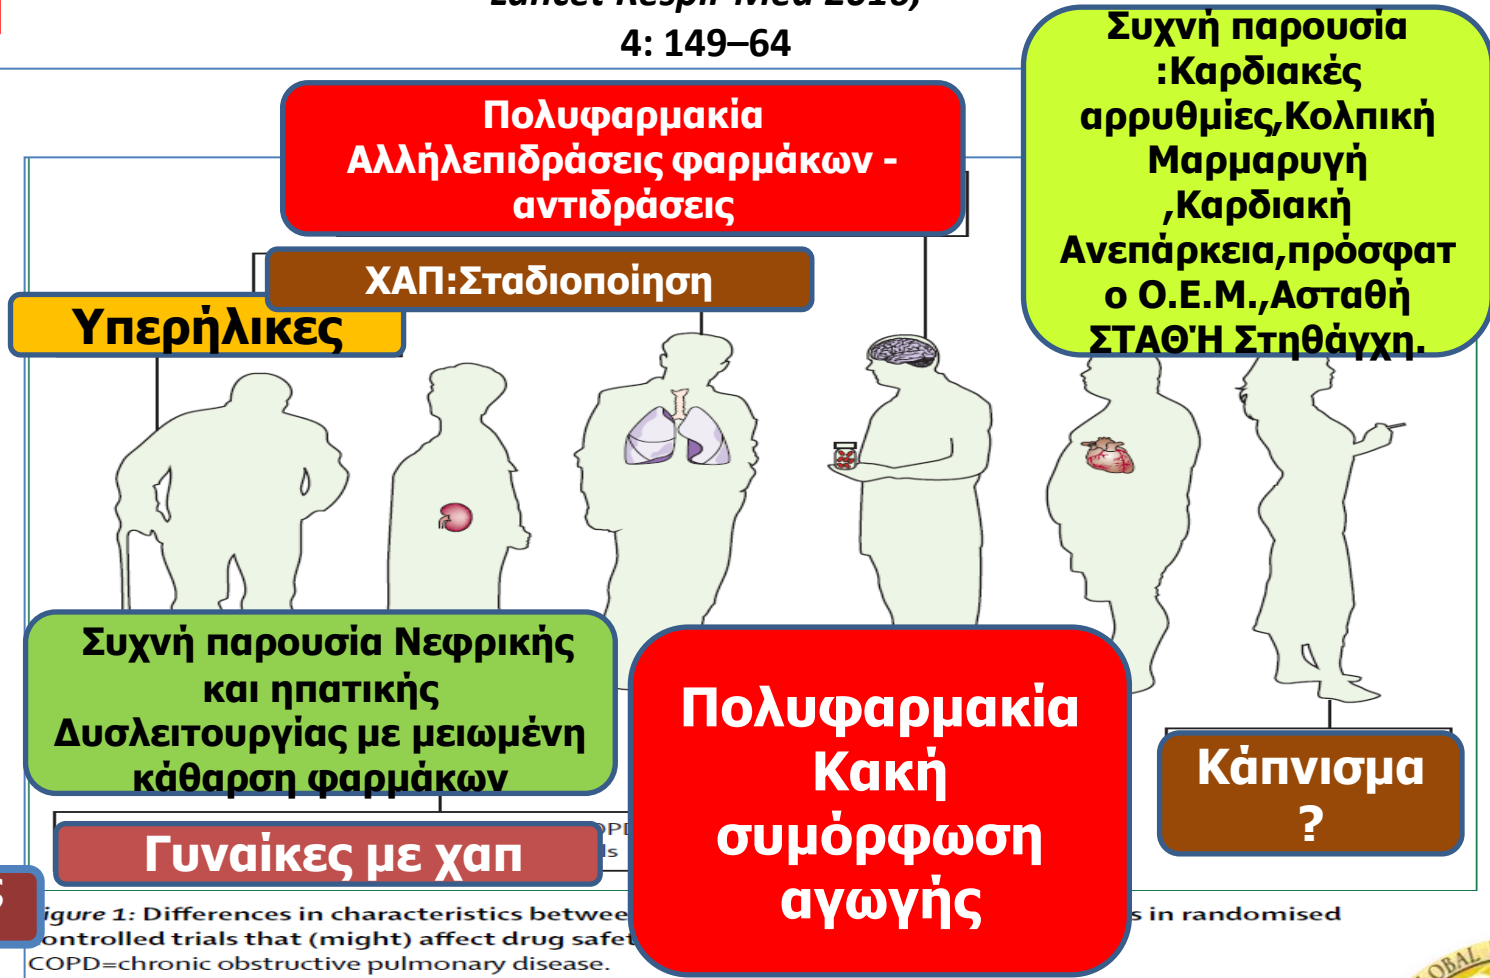 4: 149–64
Συχνή παρουσία
:Καρδιακές
αρρυθμίες,Κολπική
Μαρμαρυγή
,Καρδιακή
Ανεπάρκεια,πρόσφατ
ο Ο.Ε.Μ.,Ασταθή
ΣΤΑΘΉ Στηθάγχη.
Πολυφαρμακία
Αλλήλεπιδράσεις φαρμάκων -
αντιδράσεις
ΧΑΠ:Σταδιοποίηση
Υπερήλικες
Συχνή παρουσία Νεφρικής
και ηπατικής
Δυσλειτουργίας με μειωμένη
κάθαρση φαρμάκων
Πολυφαρμακία
Κακή
συμόρφωση
αγωγής
Κάπνισμα
?
Γυναίκες με χαπ
igure 1: Differences in characteristics betwee s in randomised
ontrolled trials that (might) affect drug safet
COPD=chronic obstructive pulmonary disease.
OBAL